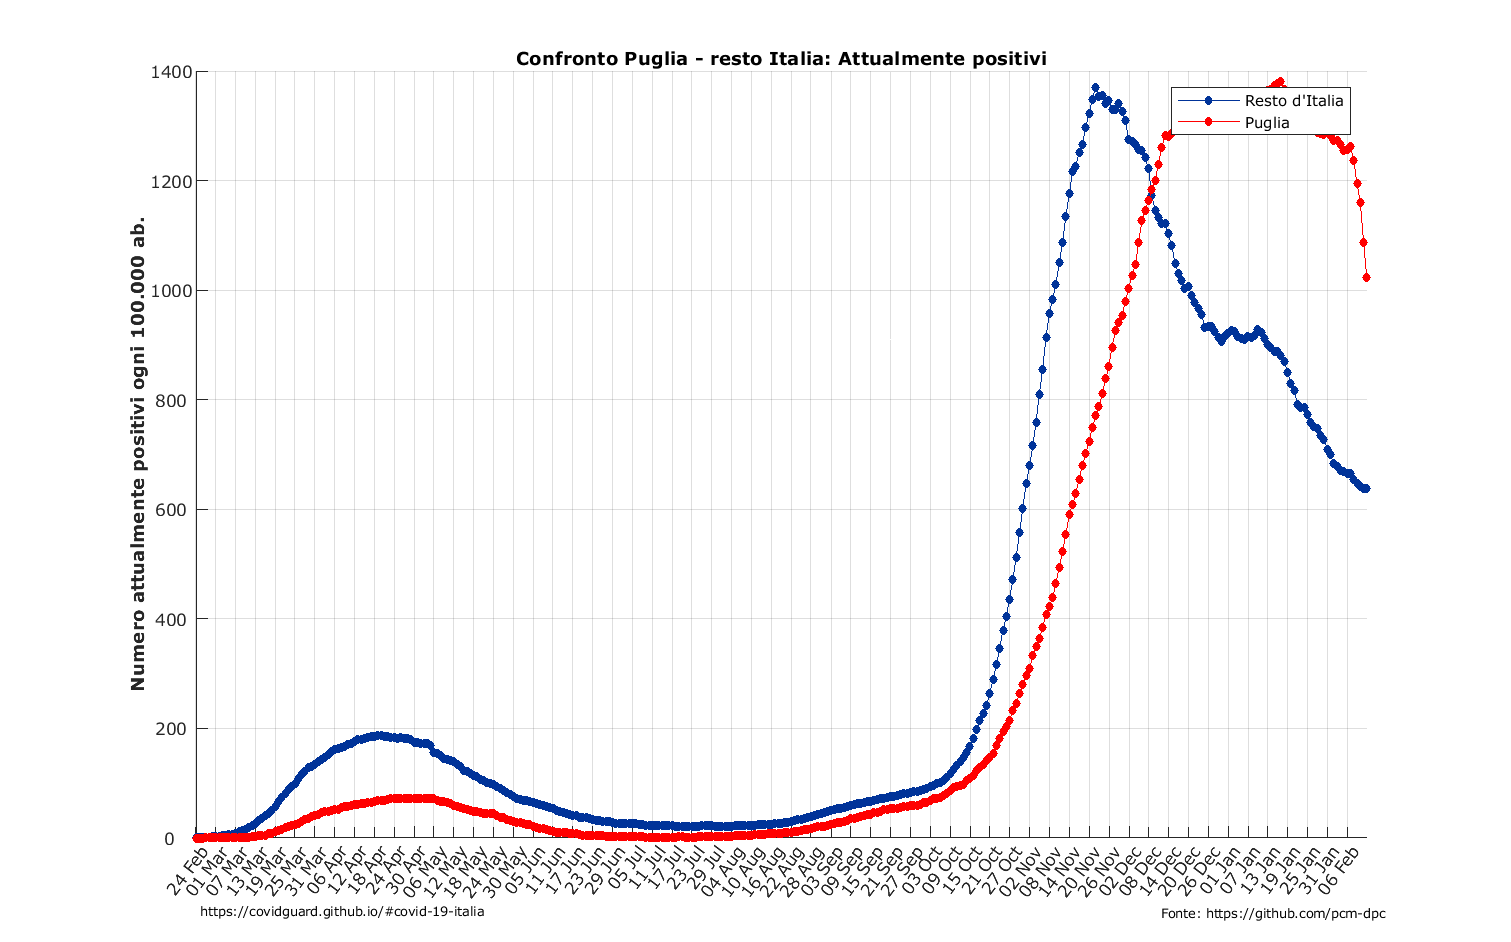 Confronto Puglia - resto Italia: Attualmente positivi
Numero attualmente positivi ogni 100.000 ab.
1400
1200
1000
800
600
400
200
0
Resto d'Italia
Puglia
24 Feb
01 Mar
07 Mar
13 Mar
19 Mar
25 Mar
31 Mar
06 Apr
12 Apr
18 Apr
24 Apr
30 Apr
06 May
12 May
18 May
24 May
30 May
05 Jun
11 Jun
17 Jun
23 Jun
29 Jun
05 Jul
11 Jul
17 Jul
23 Jul
29 Jul
04 Aug
10 Aug
16 Aug
22 Aug
28 Aug
03 Sep
09 Sep
15 Sep
21 Sep
27 Sep
03 Oct
09 Oct
15 Oct
21 Oct
27 Oct
02 Nov
08 Nov
14 Nov
20 Nov
26 Nov
02 Dec
08 Dec
14 Dec
20 Dec
26 Dec
01 Jan
07 Jan
13 Jan
19 Jan
25 Jan
31 Jan
06 Feb
https://covidguard.github.io/#covid-19-italia
Fonte: https://github.com/pcm-dpc